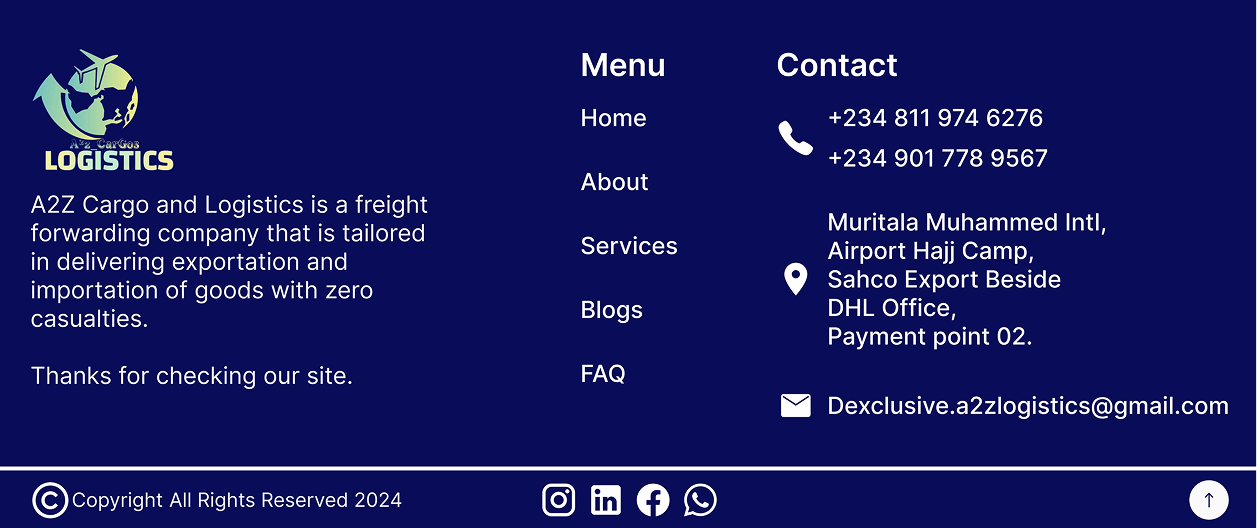 A²z_CarGos
LOGISTICS
A2Z Cargo and Logistics is a freight
forwarding company that is tailored
in delivering exportation and
importation of goods with zero
casualties.
Thanks for checking our site.
Menu
Home
About
Services
Blogs
FAQ
Contact
+234 811 974 6276
+234 901 778 9567
Muritala Muhammed Intl,
Airport Hajj Camp,
Sahco Export Beside
DHL Office,
Payment point 02.
Dexclusive.a2zlogistics@gmail.com
© Copyright All Rights Reserved 2024